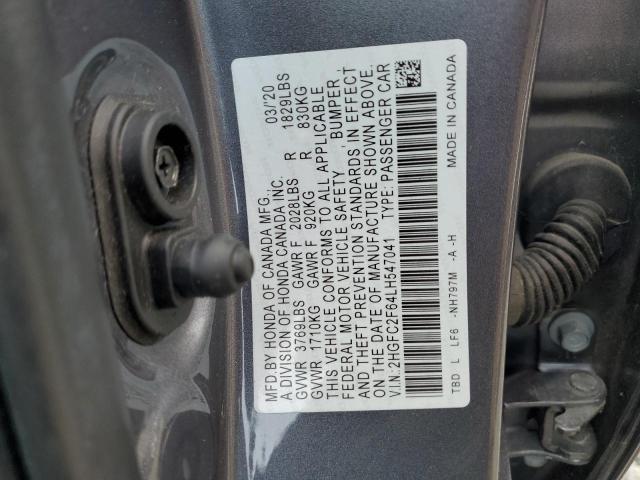 MFD.BY HONDA OF CANADA MFG., 03/'20
A DIVISION OF HONDA CANADA INC.
GVWR 3769LBS GAWR F 2028LBS R 1829LBS
GVWR 1710KG GAWR F 920KG R 830KG
THIS VEHICLE CONFORMS TO ALL APPLICABLE
FEDERAL MOTOR VEHICLE SAFETY, BUMPER,
AND THEFT PREVENTION STANDARDS IN EFFECT
ON THE DATE OF MANUFACTURE SHOWN ABOVE.
V.I.N: 2HGFC2F64LH547041 TYPE: PASSENGER CAR
TBD L LF6 -NH797M -A -H MADE IN CANADA